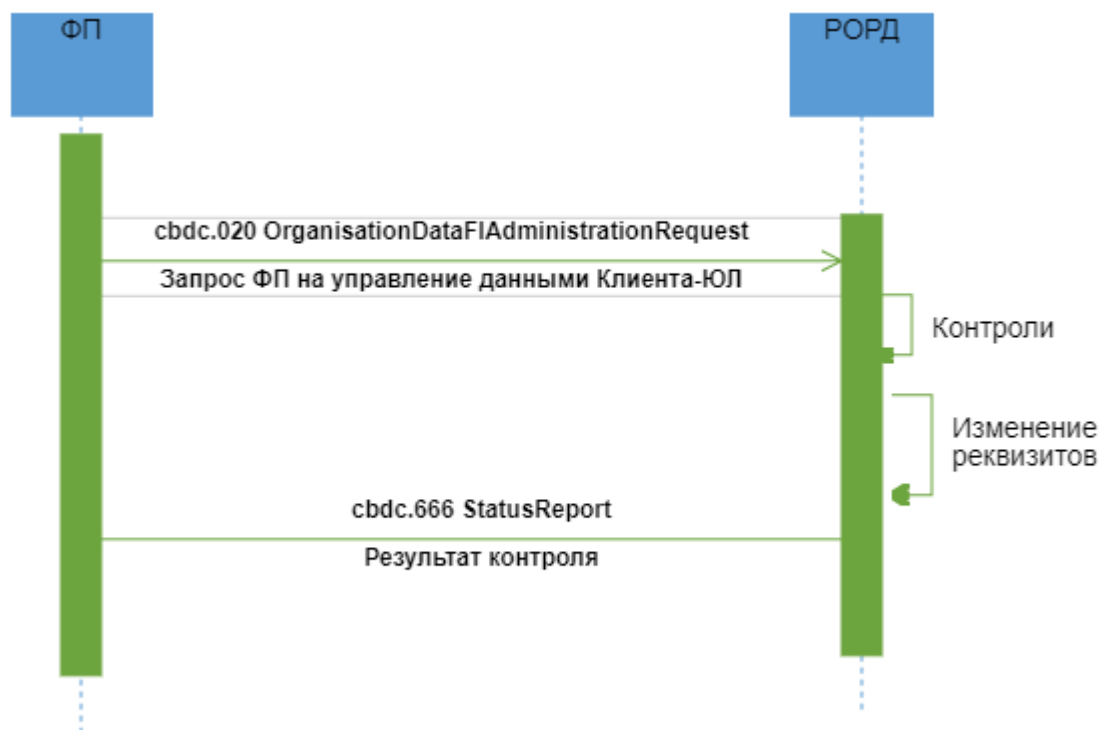 ФП
РОРД
cbdc.020 OrganisationDataFIAdministrationRequest
Запрос ФП на управление данными Клиента-ЮЛ
Контроли
Изменение
реквизитов
cbdc.666 StatusReport
Результат контроля